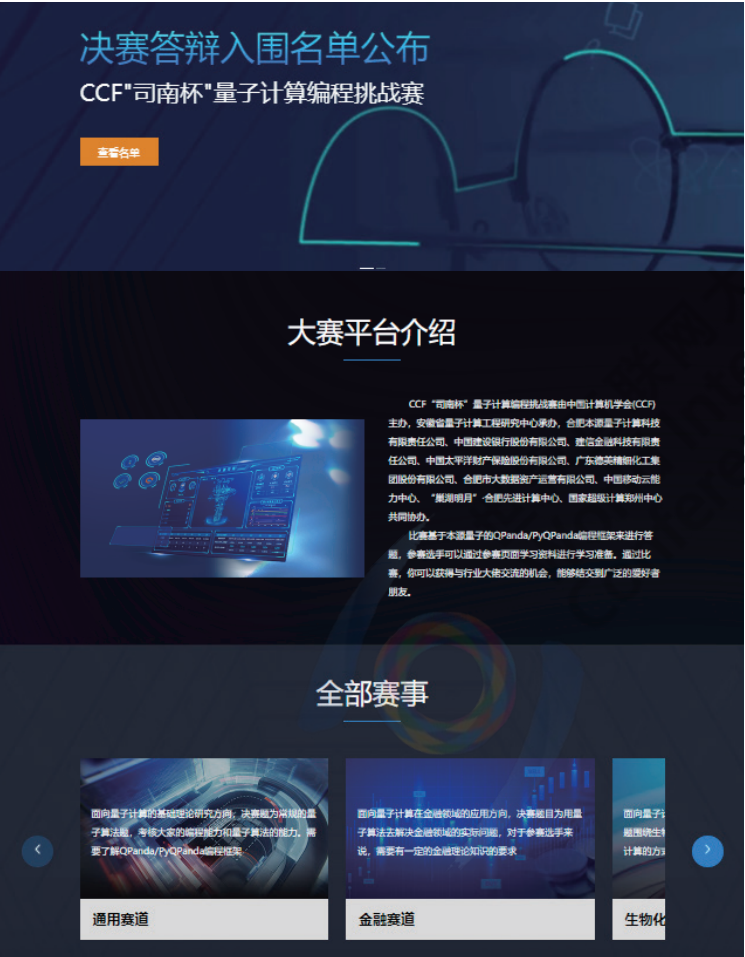 决赛答辩入围名单公布
CCF"司南杯"量子计算编程挑战赛
查看名单
大赛平台介绍
CCF“司南杯”量子计算编程挑战赛由中国计算机学会(CCF)
主办，安徽省量子计算工程研究中心承办，合肥本源量子计算科技
有限责任公司、中国建设银行股份有限公司、建信金融科技有限责
任公司、中国太平洋财产保险股份有限公司、广东德美精细化工集
团股份有限公司、合肥市大数据资产运营有限公司、中国移动云能
力中心、“巢湖明月”合肥先进计算中心、国家超级计算郑州中心
共同协办。
比赛基于本源量子的QPanda/PyQPanda编程框架来进行答
题，参赛选手可以通过参赛页面学习资料进行学习准备。通过比
赛，你可以获得与行业大佬交流的机会，能够结交到广泛的爱好者
朋友。
全部赛事
面向量子计算的基础理论研究方向，决赛题为常规的量
子算法题，考核大家的编程能力和量子算法的能力。需
要了解QPanda/PyQPanda编程框架
通用赛道
面向量子计算在金融领域的应用方向，决赛题目为用量
子算法去解决金融领域的实际问题，对于参赛选手来
说，需要有一定的金融理论知识的要求
金融赛道
面向量子计
题围绕生物
计算的方式
生物化